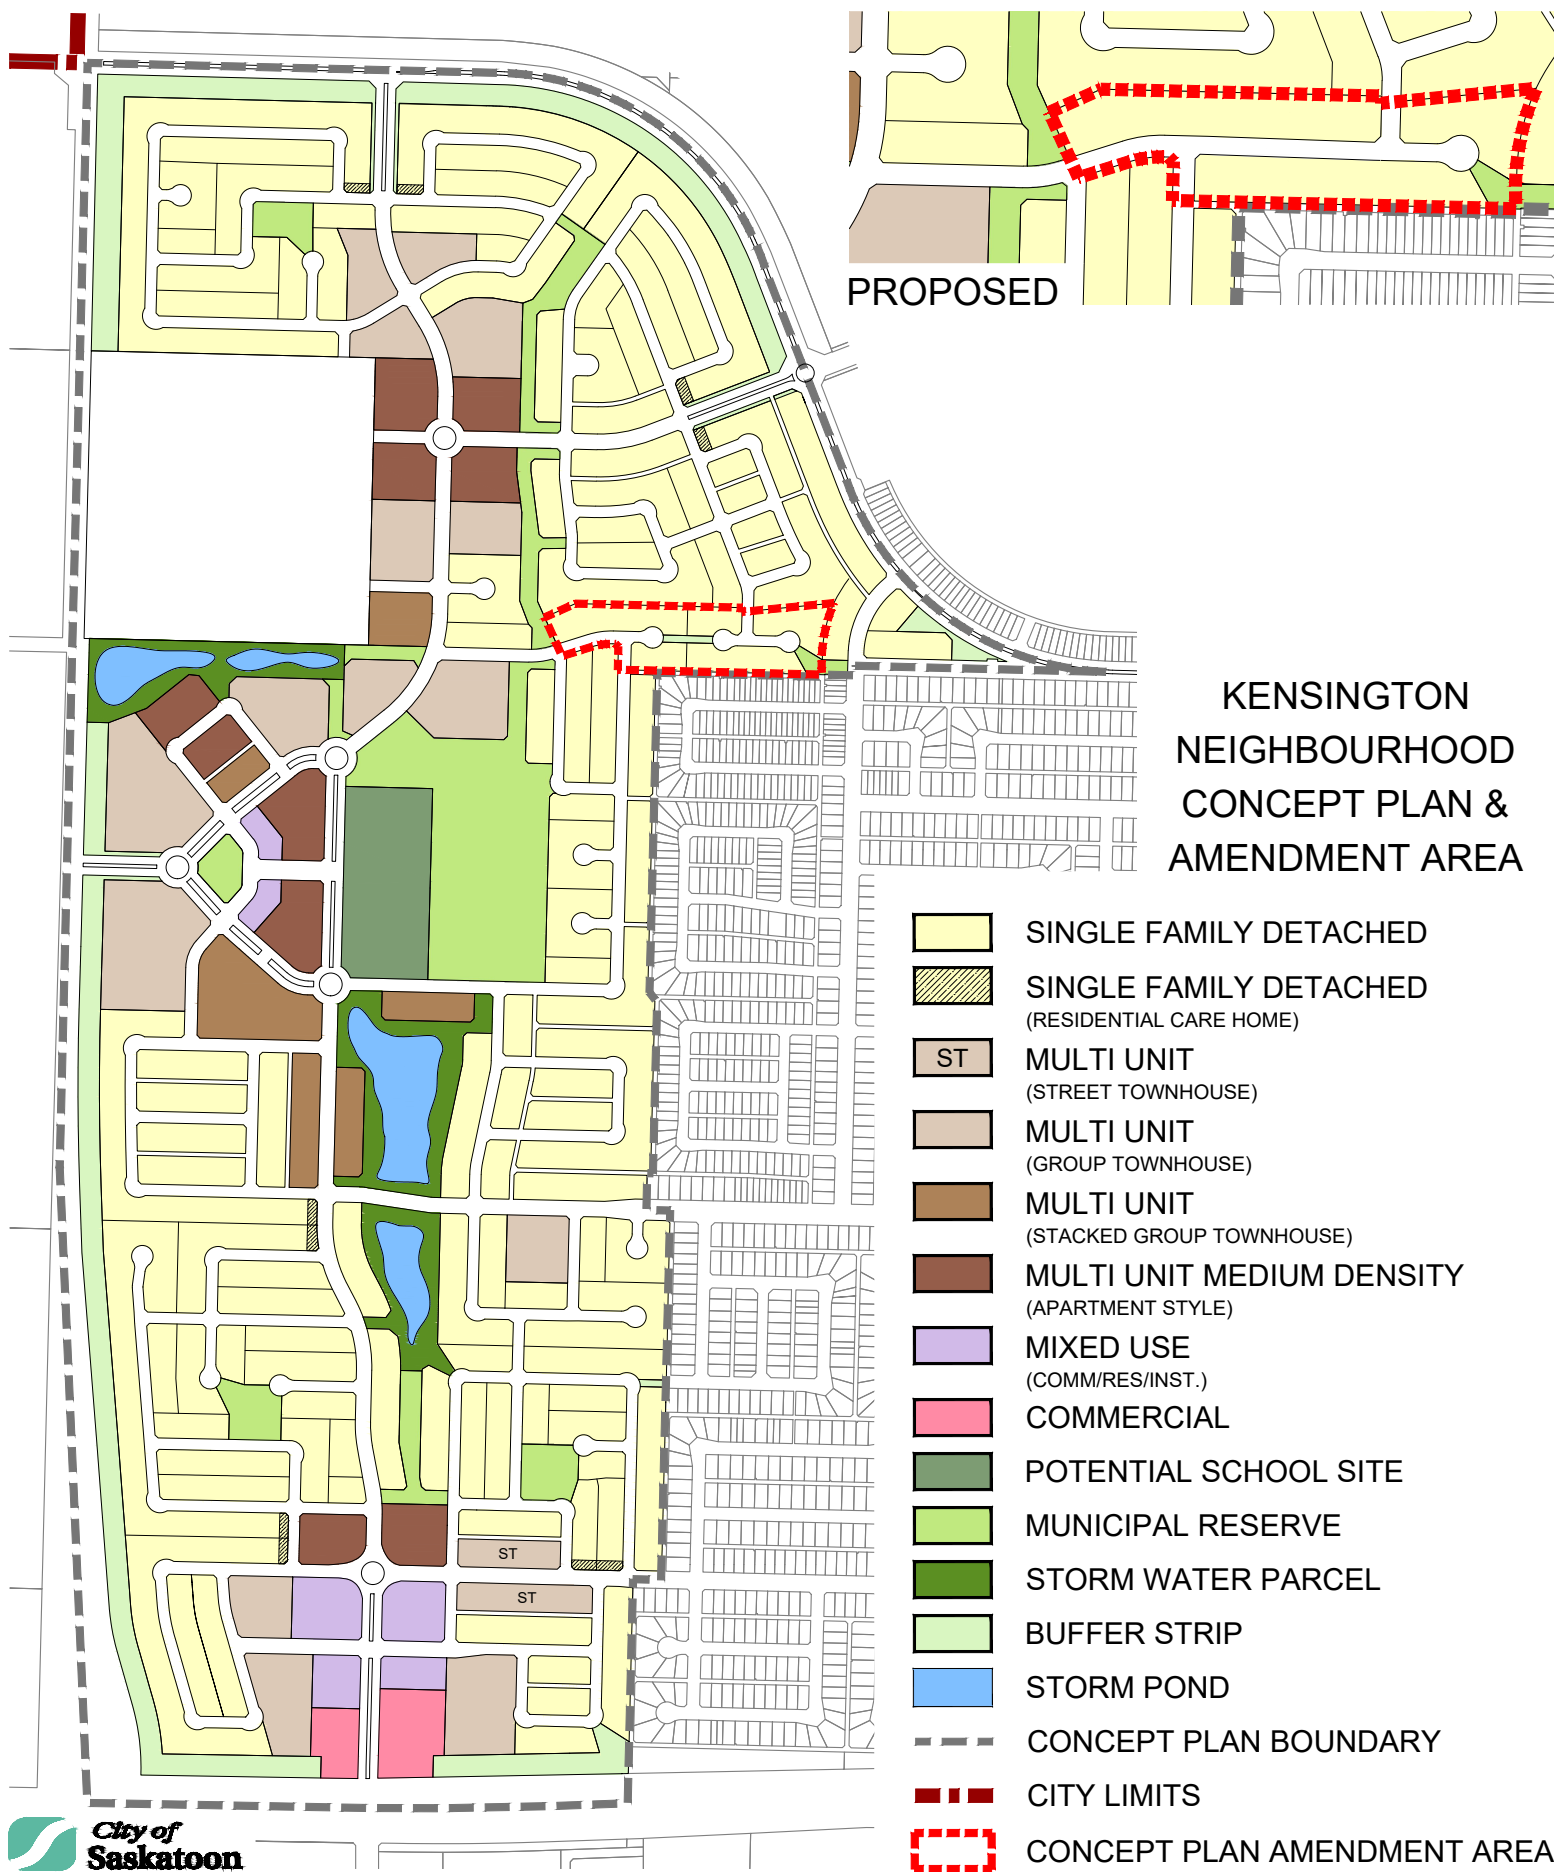 PROPOSED
KENSINGTON
NEIGHBOURHOOD
CONCEPT PLAN &
AMENDMENT AREA
SINGLE FAMILY DETACHED
SINGLE FAMILY DETACHED
(RESIDENTIAL CARE HOME)
ST MULTI UNIT
(STREET TOWNHOUSE)
MULTI UNIT
(GROUP TOWNHOUSE)
MULTI UNIT
(STACKED GROUP TOWNHOUSE)
MULTI UNIT MEDIUM DENSITY
(APARTMENT STYLE)
MIXED USE
(COMM/RES/INST.)
COMMERCIAL
POTENTIAL SCHOOL SITE
MUNICIPAL RESERVE
STORM WATER PARCEL
BUFFER STRIP
STORM POND
CONCEPT PLAN BOUNDARY
CITY LIMITS
CONCEPT PLAN AMENDMENT AREA
ST
ST
City of
Saskatoon